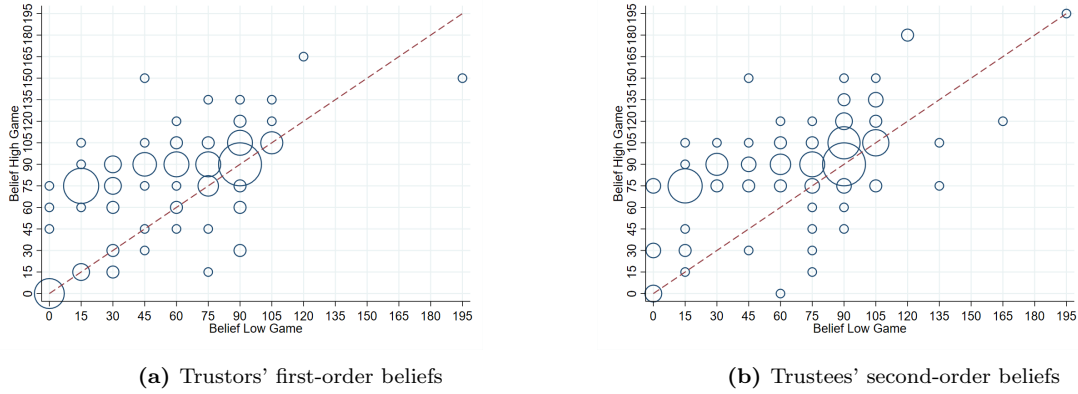 Belief High Game
0 15 30 45 60 75 90 105 120 135 150 165 180 195
0 15 30 45 60 75 90 105 120 135 150 165 180 195
Belief Low Game
(a) Trustors' first-order beliefs
Belief High Game
0 15 30 45 60 75 90 105 120 135 150 165 180 195
0 15 30 45 60 75 90 105 120 135 150 165 180 195
Belief Low Game
(b) Trustees' second-order beliefs